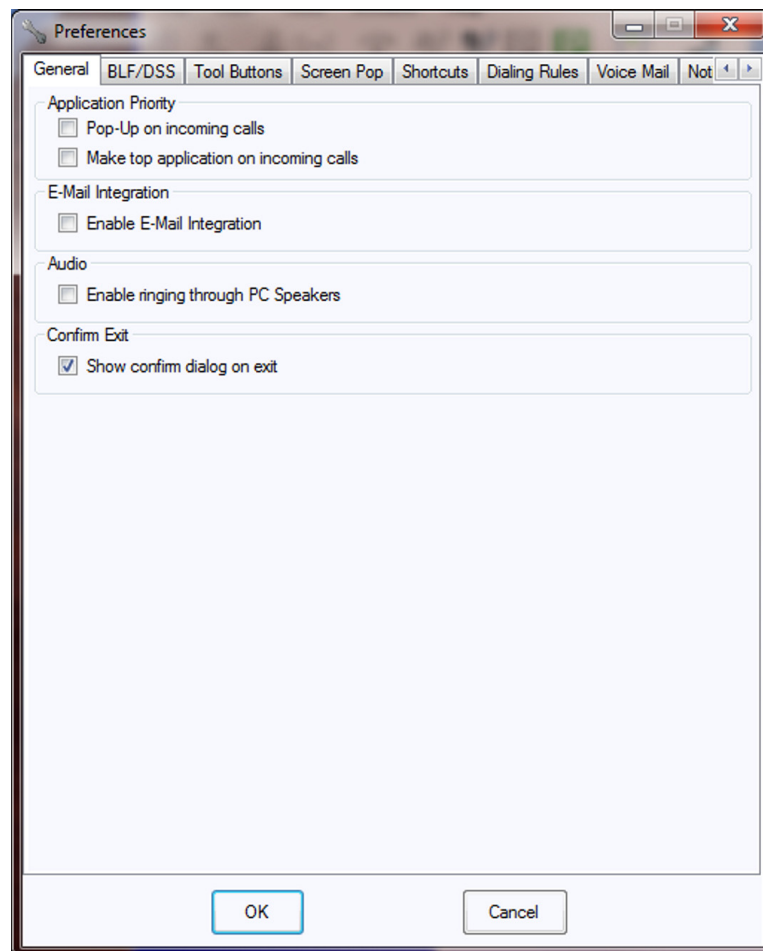 Preferences
General BLF/DSS Tool Buttons Screen Pop Shortcuts Dialing Rules Voice Mail Not
Application Priority
Pop-Up on incoming calls
Make top application on incoming calls
E-Mail Integration
Enable E-Mail Integration
Audio
Enable ringing through PC Speakers
Confirm Exit
Show confirm dialog on exit
OK Cancel